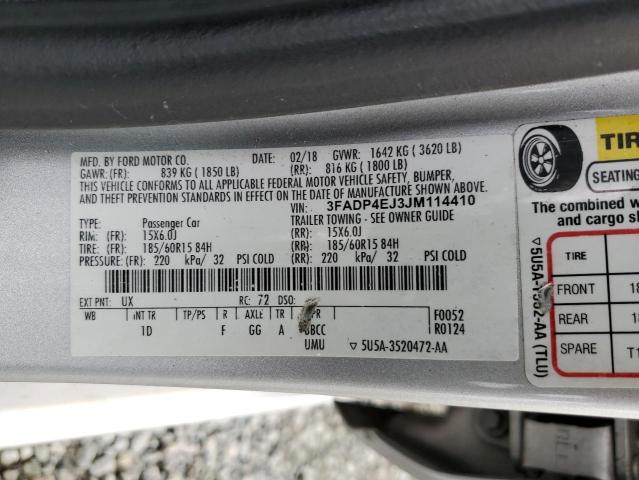 MFD. BY FORD MOTOR CO. DATE: 02/18 GVWR: 1642 KG ( 3620 LB)
GAWR: (FR): 839 KG ( 1850 LB) (RR): 816 KG ( 1800 LB)
THIS VEHICLE CONFORMS TO ALL APPLICABLE FEDERAL MOTOR VEHICLE SAFETY, BUMPER,
AND THEFT PREVENTION STANDARDS IN EFFECT ON THE DATE OF MANUFACTURE SHOWN ABOVE.
VIN: 3FADP4EJ3JM114410
TYPE: Passenger Car TRAILER TOWING - SEE OWNER GUIDE
RIM: (FR): 15X6.0J (RR): 15X6.0J
TIRE: (FR): 185/60R15 84H (RR): 185/60R15 84H
PRESSURE: (FR): 220 kPa/ 32 PSI COLD (RR): 220 kPa/ 32 PSI COLD
EXT PNT: UX RC: 72 DSO:
WB INT TR TP/PS R AXLE TR F0052
1D F GG A R0124
UMU ▽ 5U5A-3520472-AA
TIR
SEATING
The combined w
and cargo sh
TIRE
FRONT 18
REAR 18
SPARE T1